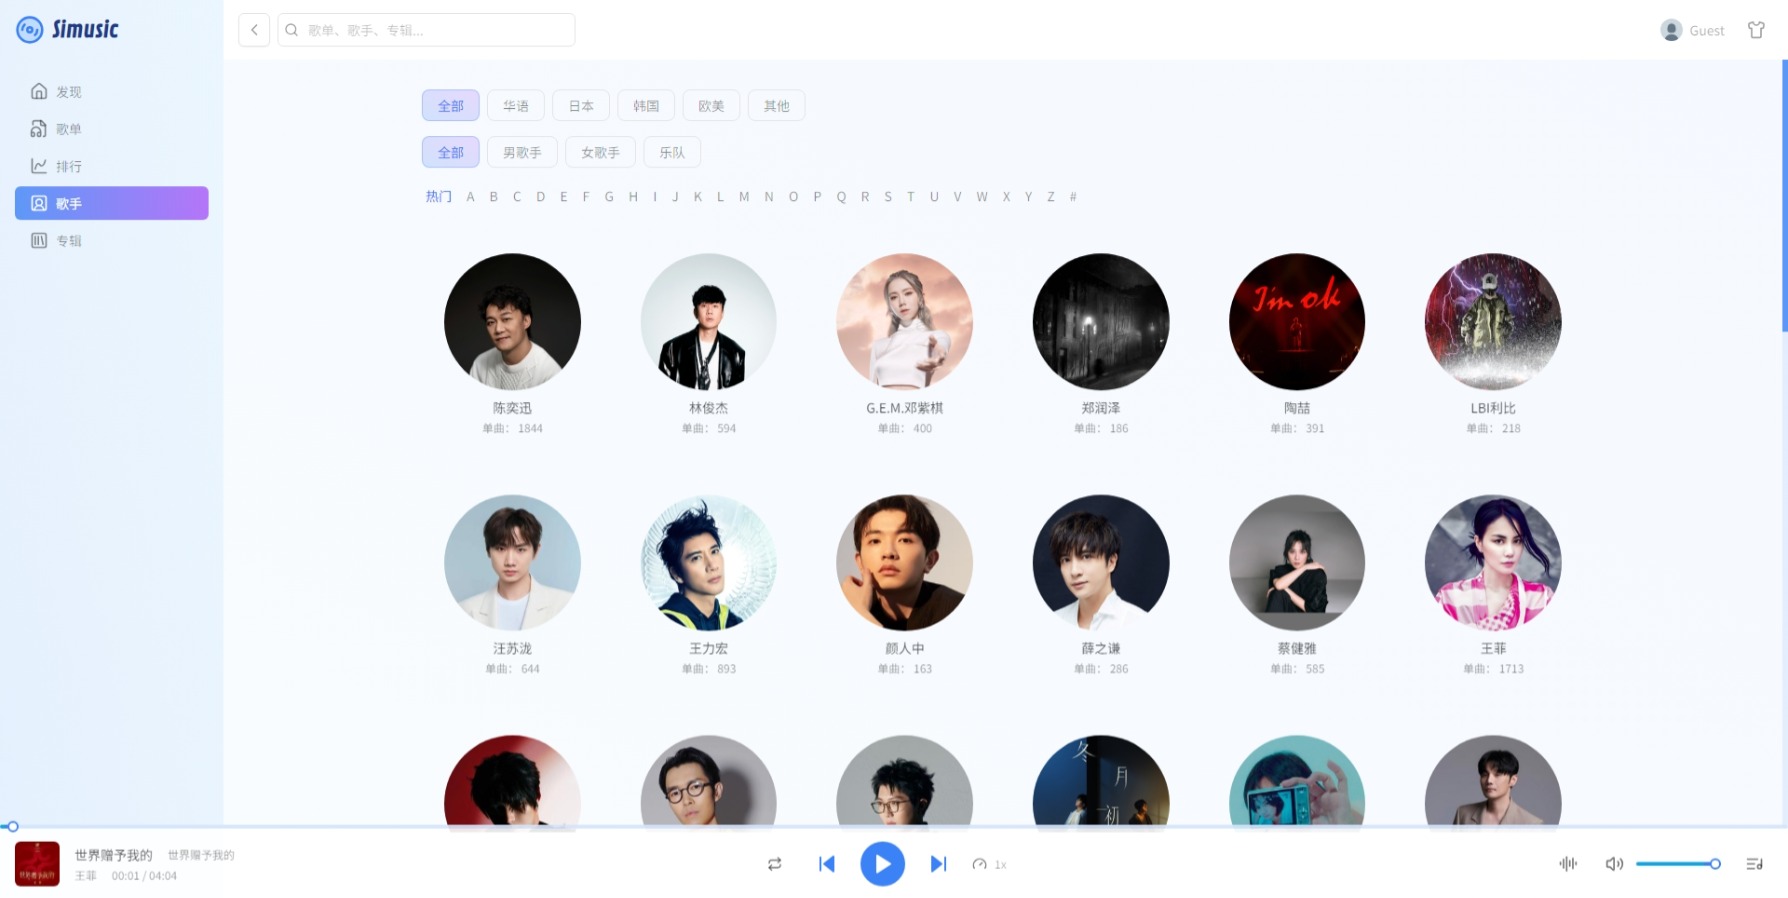 Simusic
歌单、歌手、专辑...
Guest
发现
歌单
排行
歌手
专辑
全部 华语 日本 韩国 欧美 其他
全部 男歌手 女歌手 乐队
热门 A B C D E F G H I J K L M N O P Q R S T U V W X Y Z #
I'm ok
陈奕迅 林俊杰 G.E.M.邓紫棋 郑润泽 陶喆 LBI利比
单曲： 1844 单曲： 594 单曲： 400 单曲： 186 单曲： 391 单曲： 218
汪苏泷 王力宏 颜人中 薛之谦 蔡健雅 王菲
单曲： 644 单曲： 893 单曲： 163 单曲： 286 单曲： 585 单曲： 1713
冬
月
初
世界赠予我的 世界赠予我的
王菲 00:01 / 04:04
1x